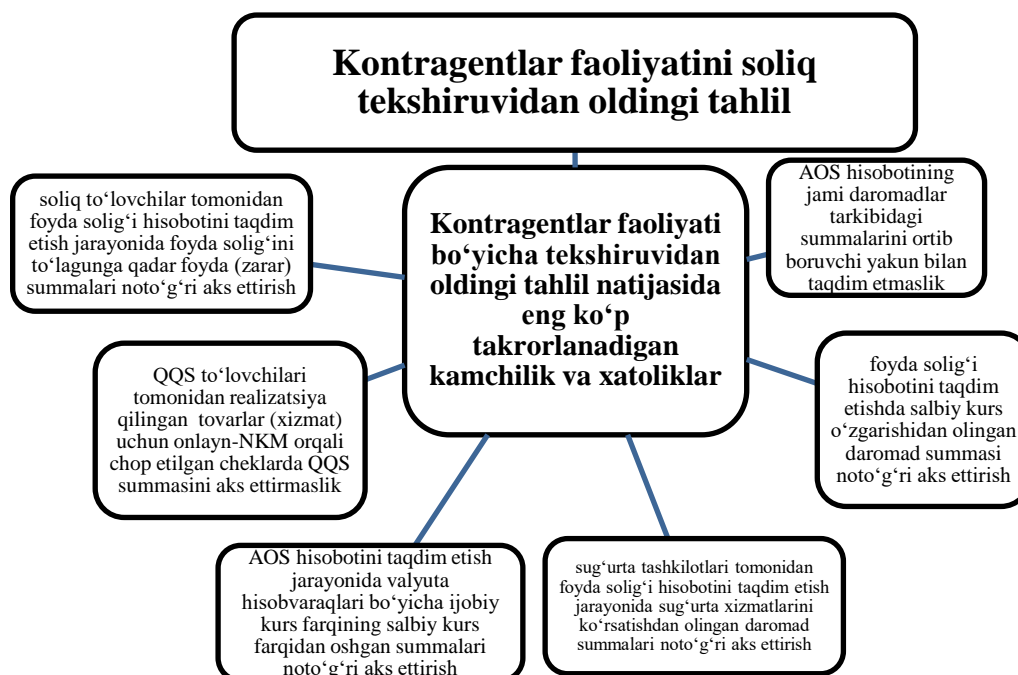 Kontragentlar faoliyatini soliq
tekshiruvidan oldingi tahlil
soliq to‘lovchilar tomonidan
foyda solig‘i hisobotini taqdim
etish jarayonida foyda solig‘ini
to‘lagunga qadar foyda (zarar)
summalari noto‘g‘ri aks ettirish
Kontragentlar faoliyati
bo‘yicha tekshiruvidan
oldingi tahlil natijasida
eng ko‘p
takrorlanadigan
kamchilik va xatoliklar
AOS hisobotining
jami daromadlar
tarkibidagi
summalarini ortib
boruvchi yakun bilan
taqdim etmaslik
QQS to‘lovchilari
tomonidan realizatsiya
qilingan tovarlar (xizmat)
uchun onlayn-NKM orqali
chop etilgan cheklarda QQS
summasini aks ettirmaslik
foyda solig‘i
hisobotini taqdim
etishda salbiy kurs
o‘zgarishidan olingan
daromad summasi
noto‘g‘ri aks ettirish
AOS hisobotini taqdim etish
jarayonida valyuta
hisobvaraqlari bo‘yicha ijobiy
kurs farqining salbiy kurs
farqidan oshgan summalari
noto‘g‘ri aks ettirish
sug‘urta tashkilotlari tomonidan
foyda solig‘i hisobotini taqdim etish
jarayonida sug‘urta xizmatlarini
ko‘rsatishdan olingan daromad
summalari noto‘g‘ri aks ettirish